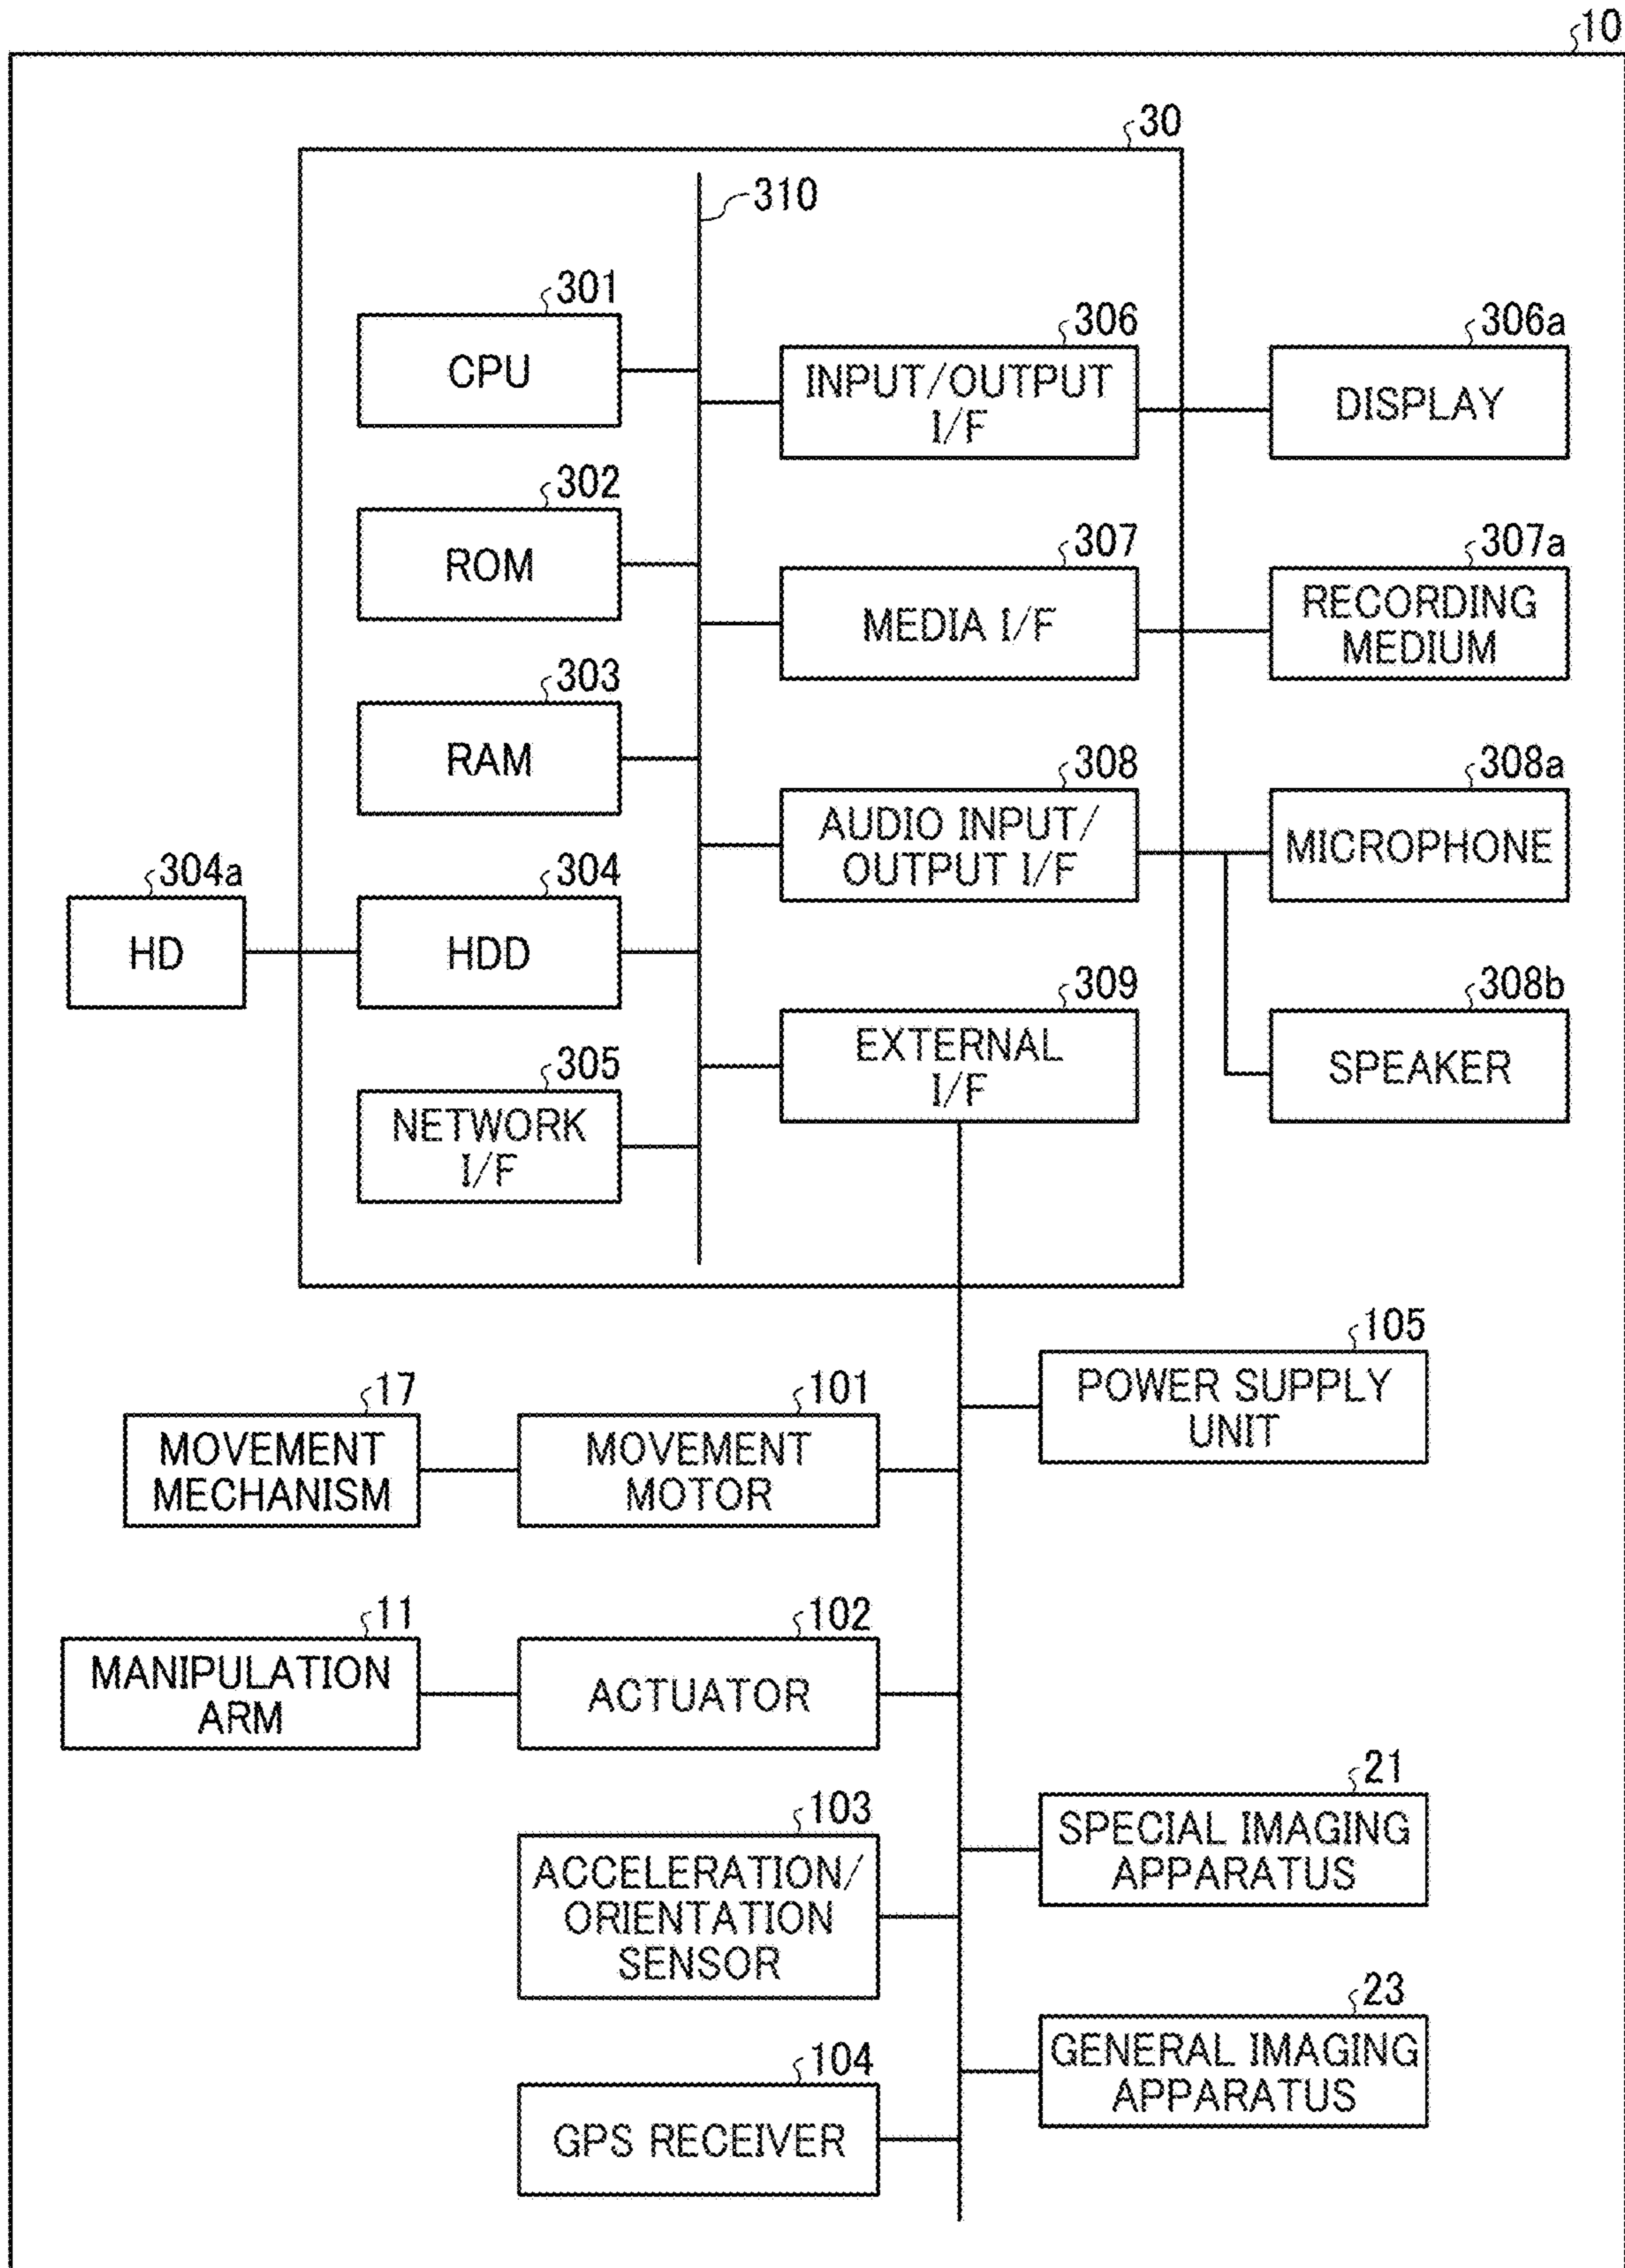 10
30
310
301
CPU
306
INPUT/OUTPUT
I/F
306a
DISPLAY
302
ROM
307
MEDIA I/F
307a
RECORDING
MEDIUM
303
RAM
308
AUDIO INPUT/
OUTPUT I/F
308a
MICROPHONE
304a
HD
304
HDD
309
EXTERNAL
I/F
308b
SPEAKER
305
NETWORK
I/F
105
POWER SUPPLY
UNIT
17
MOVEMENT
MECHANISM
101
MOVEMENT
MOTOR
11
MANIPULATION
ARM
102
ACTUATOR
21
SPECIAL IMAGING
APPARATUS
103
ACCELERATION/
ORIENTATION
SENSOR
23
GENERAL IMAGING
APPARATUS
104
GPS RECEIVER